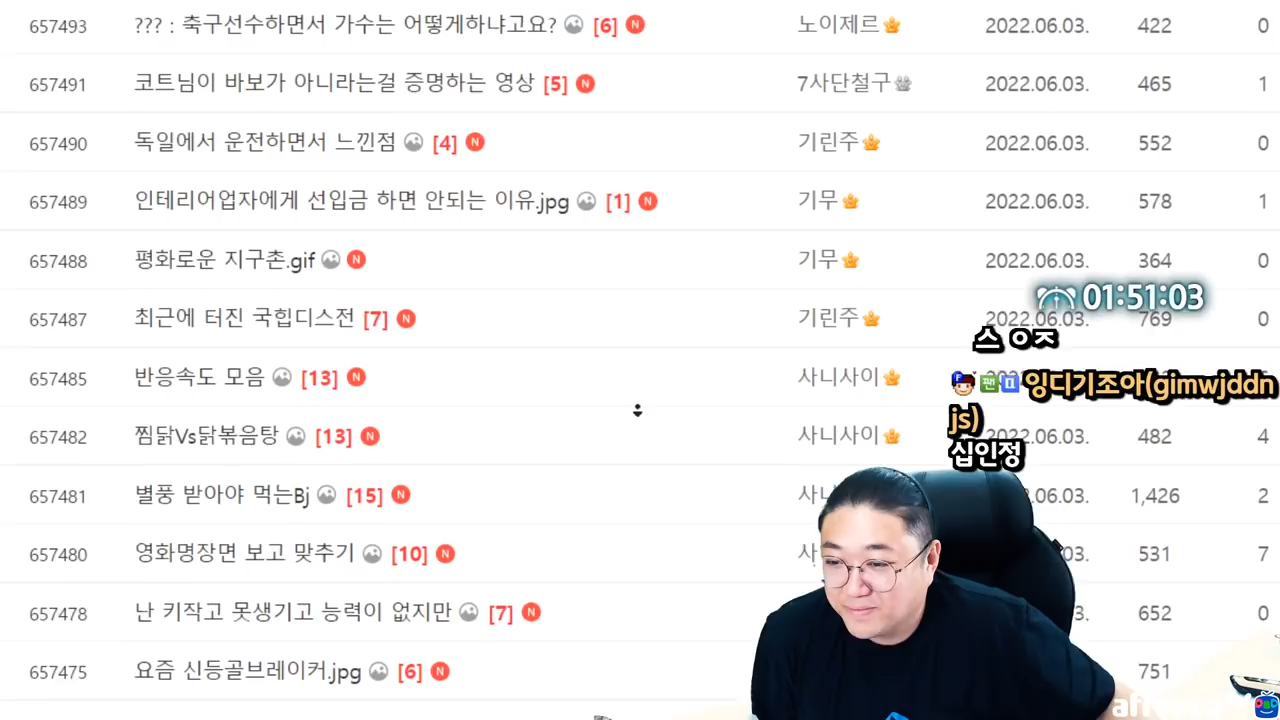 657493 ??? : 축구선수하면서 가수는 어떻게하냐고요? [6] N 노이제르 2022.06.03. 422 0
657491 코트님이 바보가 아니라는걸 증명하는 영상 [5] N 7사단철구 2022.06.03. 465 1
657490 독일에서 운전하면서 느낀점 [4] N 기린주 2022.06.03. 552 0
657489 인테리어업자에게 선입금 하면 안되는 이유.jpg [1] N 기무 2022.06.03. 578 1
657488 평화로운 지구촌.gif N 기무 2022.06.03. 364 0
01:51:03
657487 최근에 터진 국힙디스전 [7] N 기린주 2022.06.03. 769 0
스 ㅇㅈ
657485 반응속도 모음 [13] N 사니사이
팬 잉디기조아(gimwjddn
js)
657482 찜닭Vs닭볶음탕 [13] N 사니사이 2022.06.03. 482 4
십인정
657481 별풍 받아야 먹는Bj [15] N 사니 .06.03. 1,426 2
657480 영화명장면 보고 맞추기 [10] N 사 03. 531 7
657478 난 키작고 못생기고 능력이 없지만 [7] N 3. 652 0
657475 요즘 신등골브레이커.jpg [6] N 751